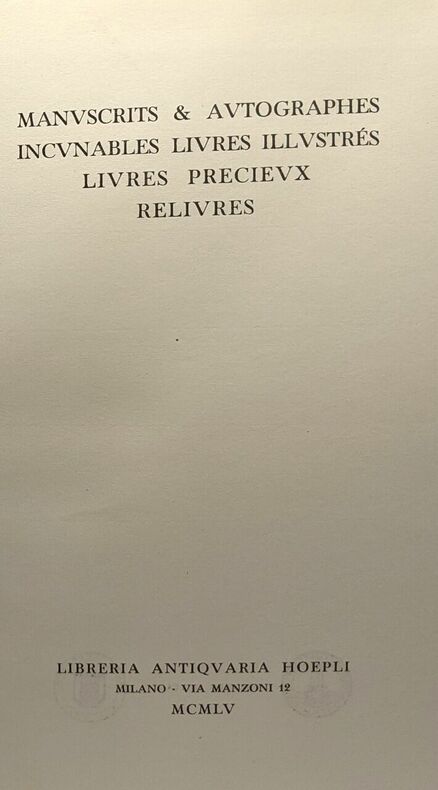 MANVSCRITS & AVTOGRAPHES
INCVNABLES LIVRES ILLVSTRÉS
LIVRES PRECIEVX
RELIVRES
LIBRERIA ANTIQVARIA HOEPLI
MILANO - VIA MANZONI 12
MCMLV